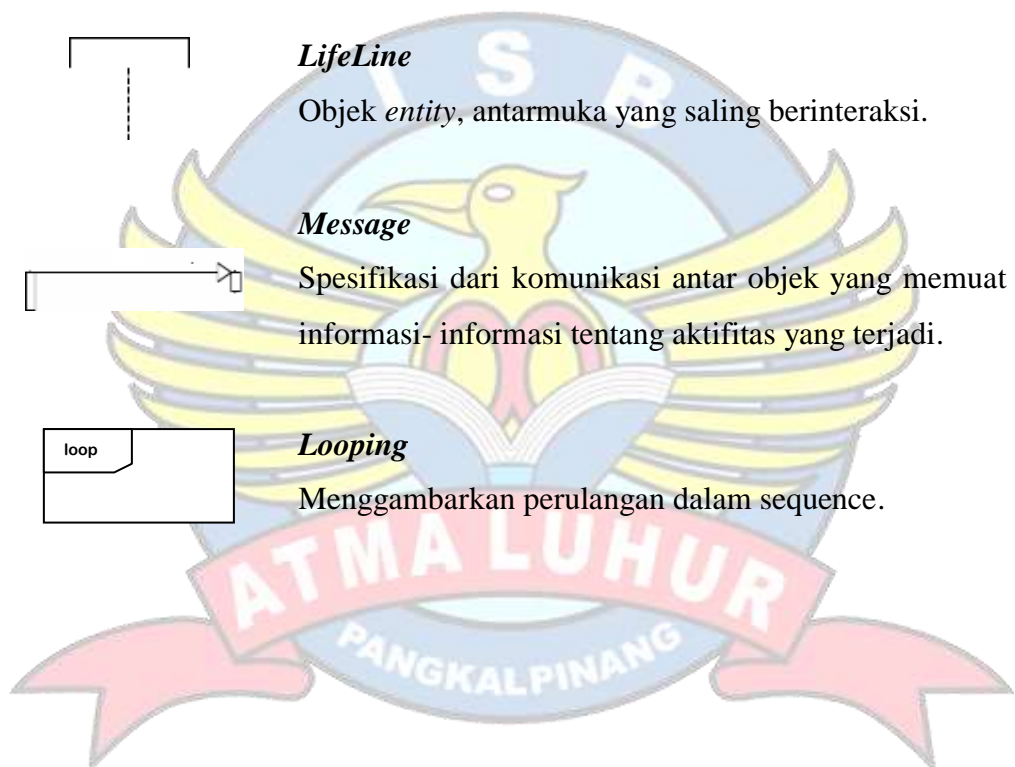 LifeLine
Objek entity, antarmuka yang saling berinteraksi.
Message
Spesifikasi dari komunikasi antar objek yang memuat
informasi- informasi tentang aktifitas yang terjadi.
loop
Looping
Menggambarkan perulangan dalam sequence.
I S B
ATMA LUHUR
PANGKALPINANG